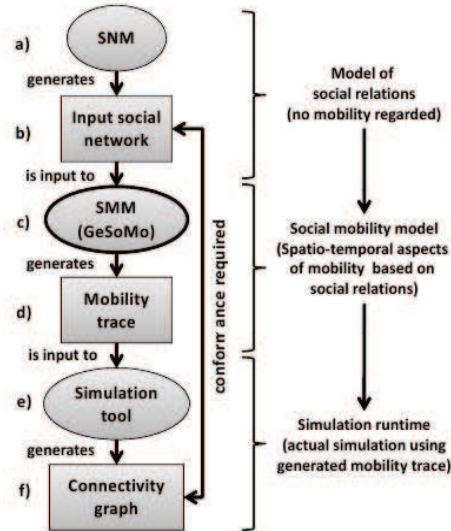 a)
SNM
generates
b)
Input social
network
is input to
c)
SMM
(GeSoMo)
generates
d)
Mobility
trace
is input to
e)
Simulation
tool
generates
f)
Connectivity
graph
conformance required
Model of
social relations
(no mobility regarded)
Social mobility model
(Spatio-temporal aspects
of mobility based on
social relations)
Simulation runtime
(actual simulation using
generated mobility trace)